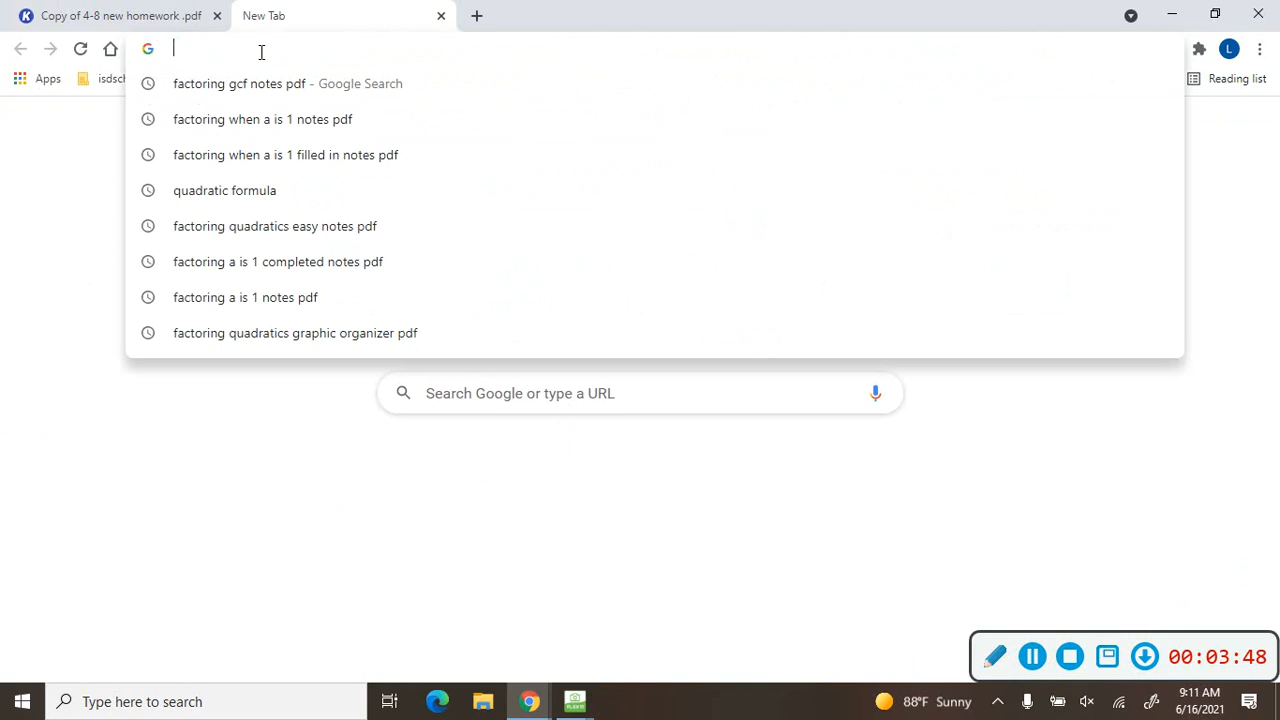 Copy of 4-8 new homework .pdf
New Tab
L
Apps
isdsch
Reading list
factoring gcf notes pdf - Google Search
factoring when a is 1 notes pdf
factoring when a is 1 filled in notes pdf
quadratic formula
factoring quadratics easy notes pdf
factoring a is 1 completed notes pdf
factoring a is 1 notes pdf
factoring quadratics graphic organizer pdf
Search Google or type a URL
00:03:48
Type here to search
88°F Sunny
9:11 AM
6/16/2021